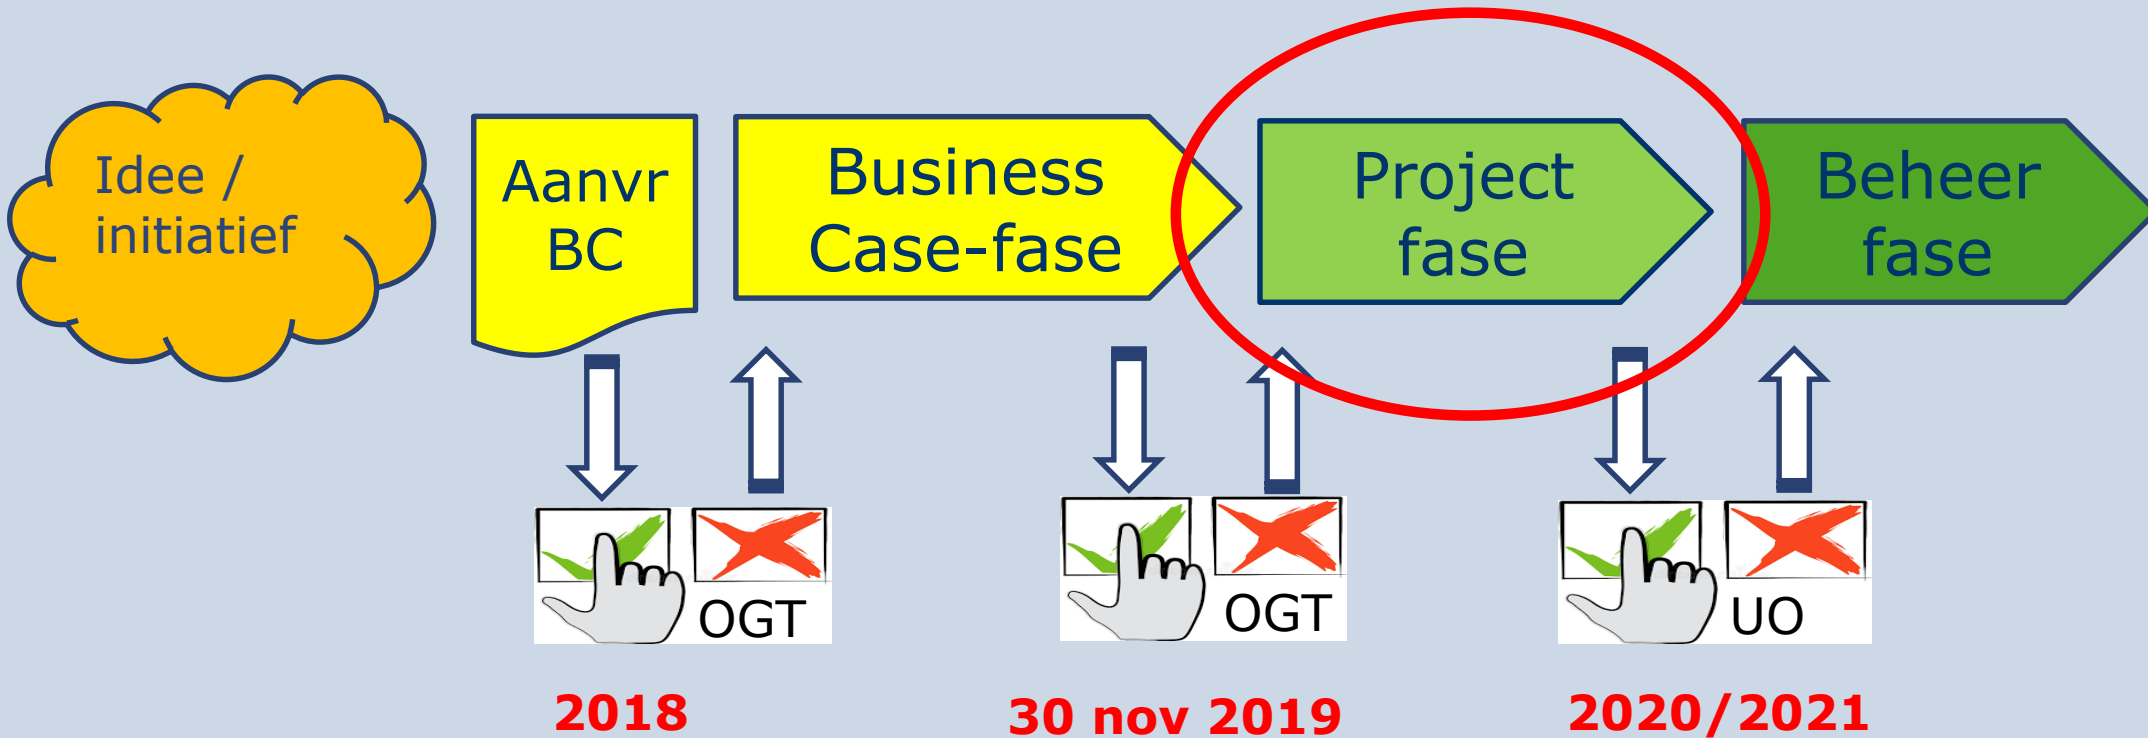 Idee /
initiatief
Aanvr
BC
Business
Case-fase
Project
fase
Beheer
fase
OGT
OGT
UO
2018
30 nov 2019
2020/2021